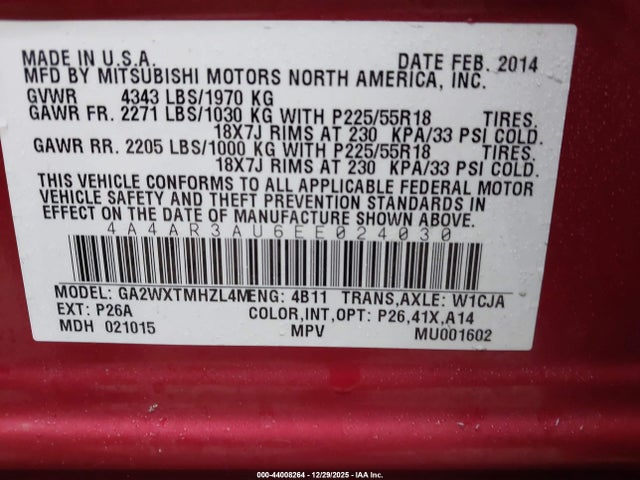 MADE IN U.S.A. DATE FEB. 2014
MFD BY MITSUBISHI MOTORS NORTH AMERICA, INC.
GVWR 4343 LBS/1970 KG
GAWR FR. 2271 LBS/1030 KG WITH P225/55R18 TIRES.
18X7J RIMS AT 230 KPA/33 PSI COLD.
GAWR RR. 2205 LBS/1000 KG WITH P225/55R18 TIRES.
18X7J RIMS AT 230 KPA/33 PSI COLD.
THIS VEHICLE CONFORMS TO ALL APPLICABLE FEDERAL MOTOR
VEHICLE SAFETY AND THEFT PREVENTION STANDARDS IN
EFFECT ON THE DATE OF MANUFACTURE SHOWN ABOVE.
4A4AR3AU6EE024030
MODEL: GA2WXTMHZL4MENG: 4B11 TRANS,AXLE: W1CJA
EXT: P26A COLOR,INT,OPT: P26,41X,A14
MDH 021015 MPV MU001602
000-44008264 - 12/29/2025 - IAA Inc.